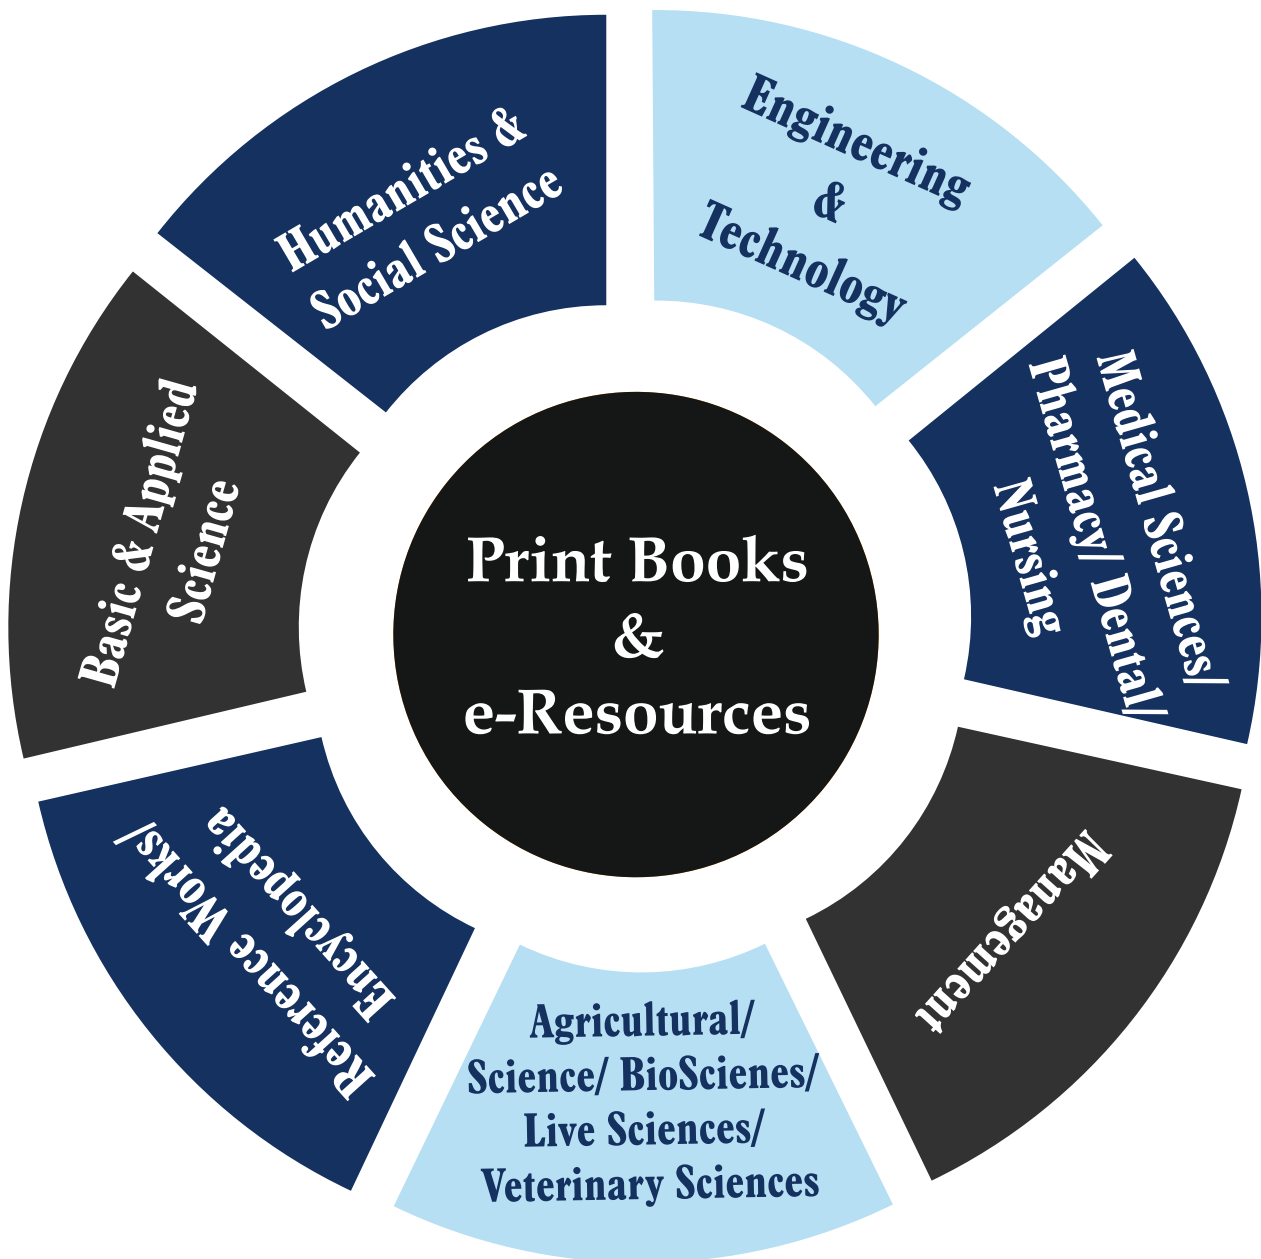 Print Books
&
e-Resources
Engineering
&
Technology
Medical Sciences/
Pharmacy/ Dental/
Nursing
Management
Agricultural/
Science/ BioScienes/
Live Sciences/
Veterinary Sciences
Reference Works/
Encyclopedia
Basic & Applied
Science
Humanities &
Social Science